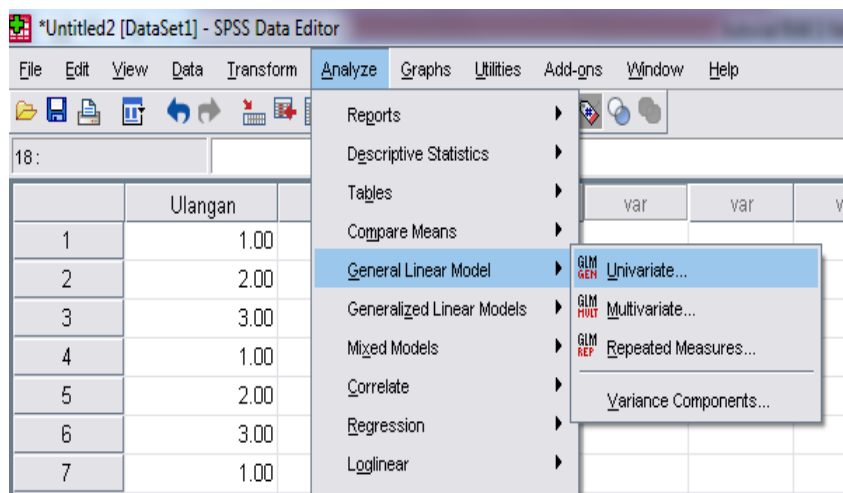 *Untitled2 [DataSet1] - SPSS Data Editor
File Edit View Data Transform Analyze Graphs Utilities Add-ons Window Help
18 :
Reports
Descriptive Statistics
Tables
Compare Means
General Linear Model
Generalized Linear Models
Mixed Models
Correlate
Regression
Loglinear
GLM GEN Univariate...
GLM MULT Multivariate...
GLM REP Repeated Measures...
Variance Components...
Ulangan var var v
1 1.00
2 2.00
3 3.00
4 1.00
5 2.00
6 3.00
7 1.00